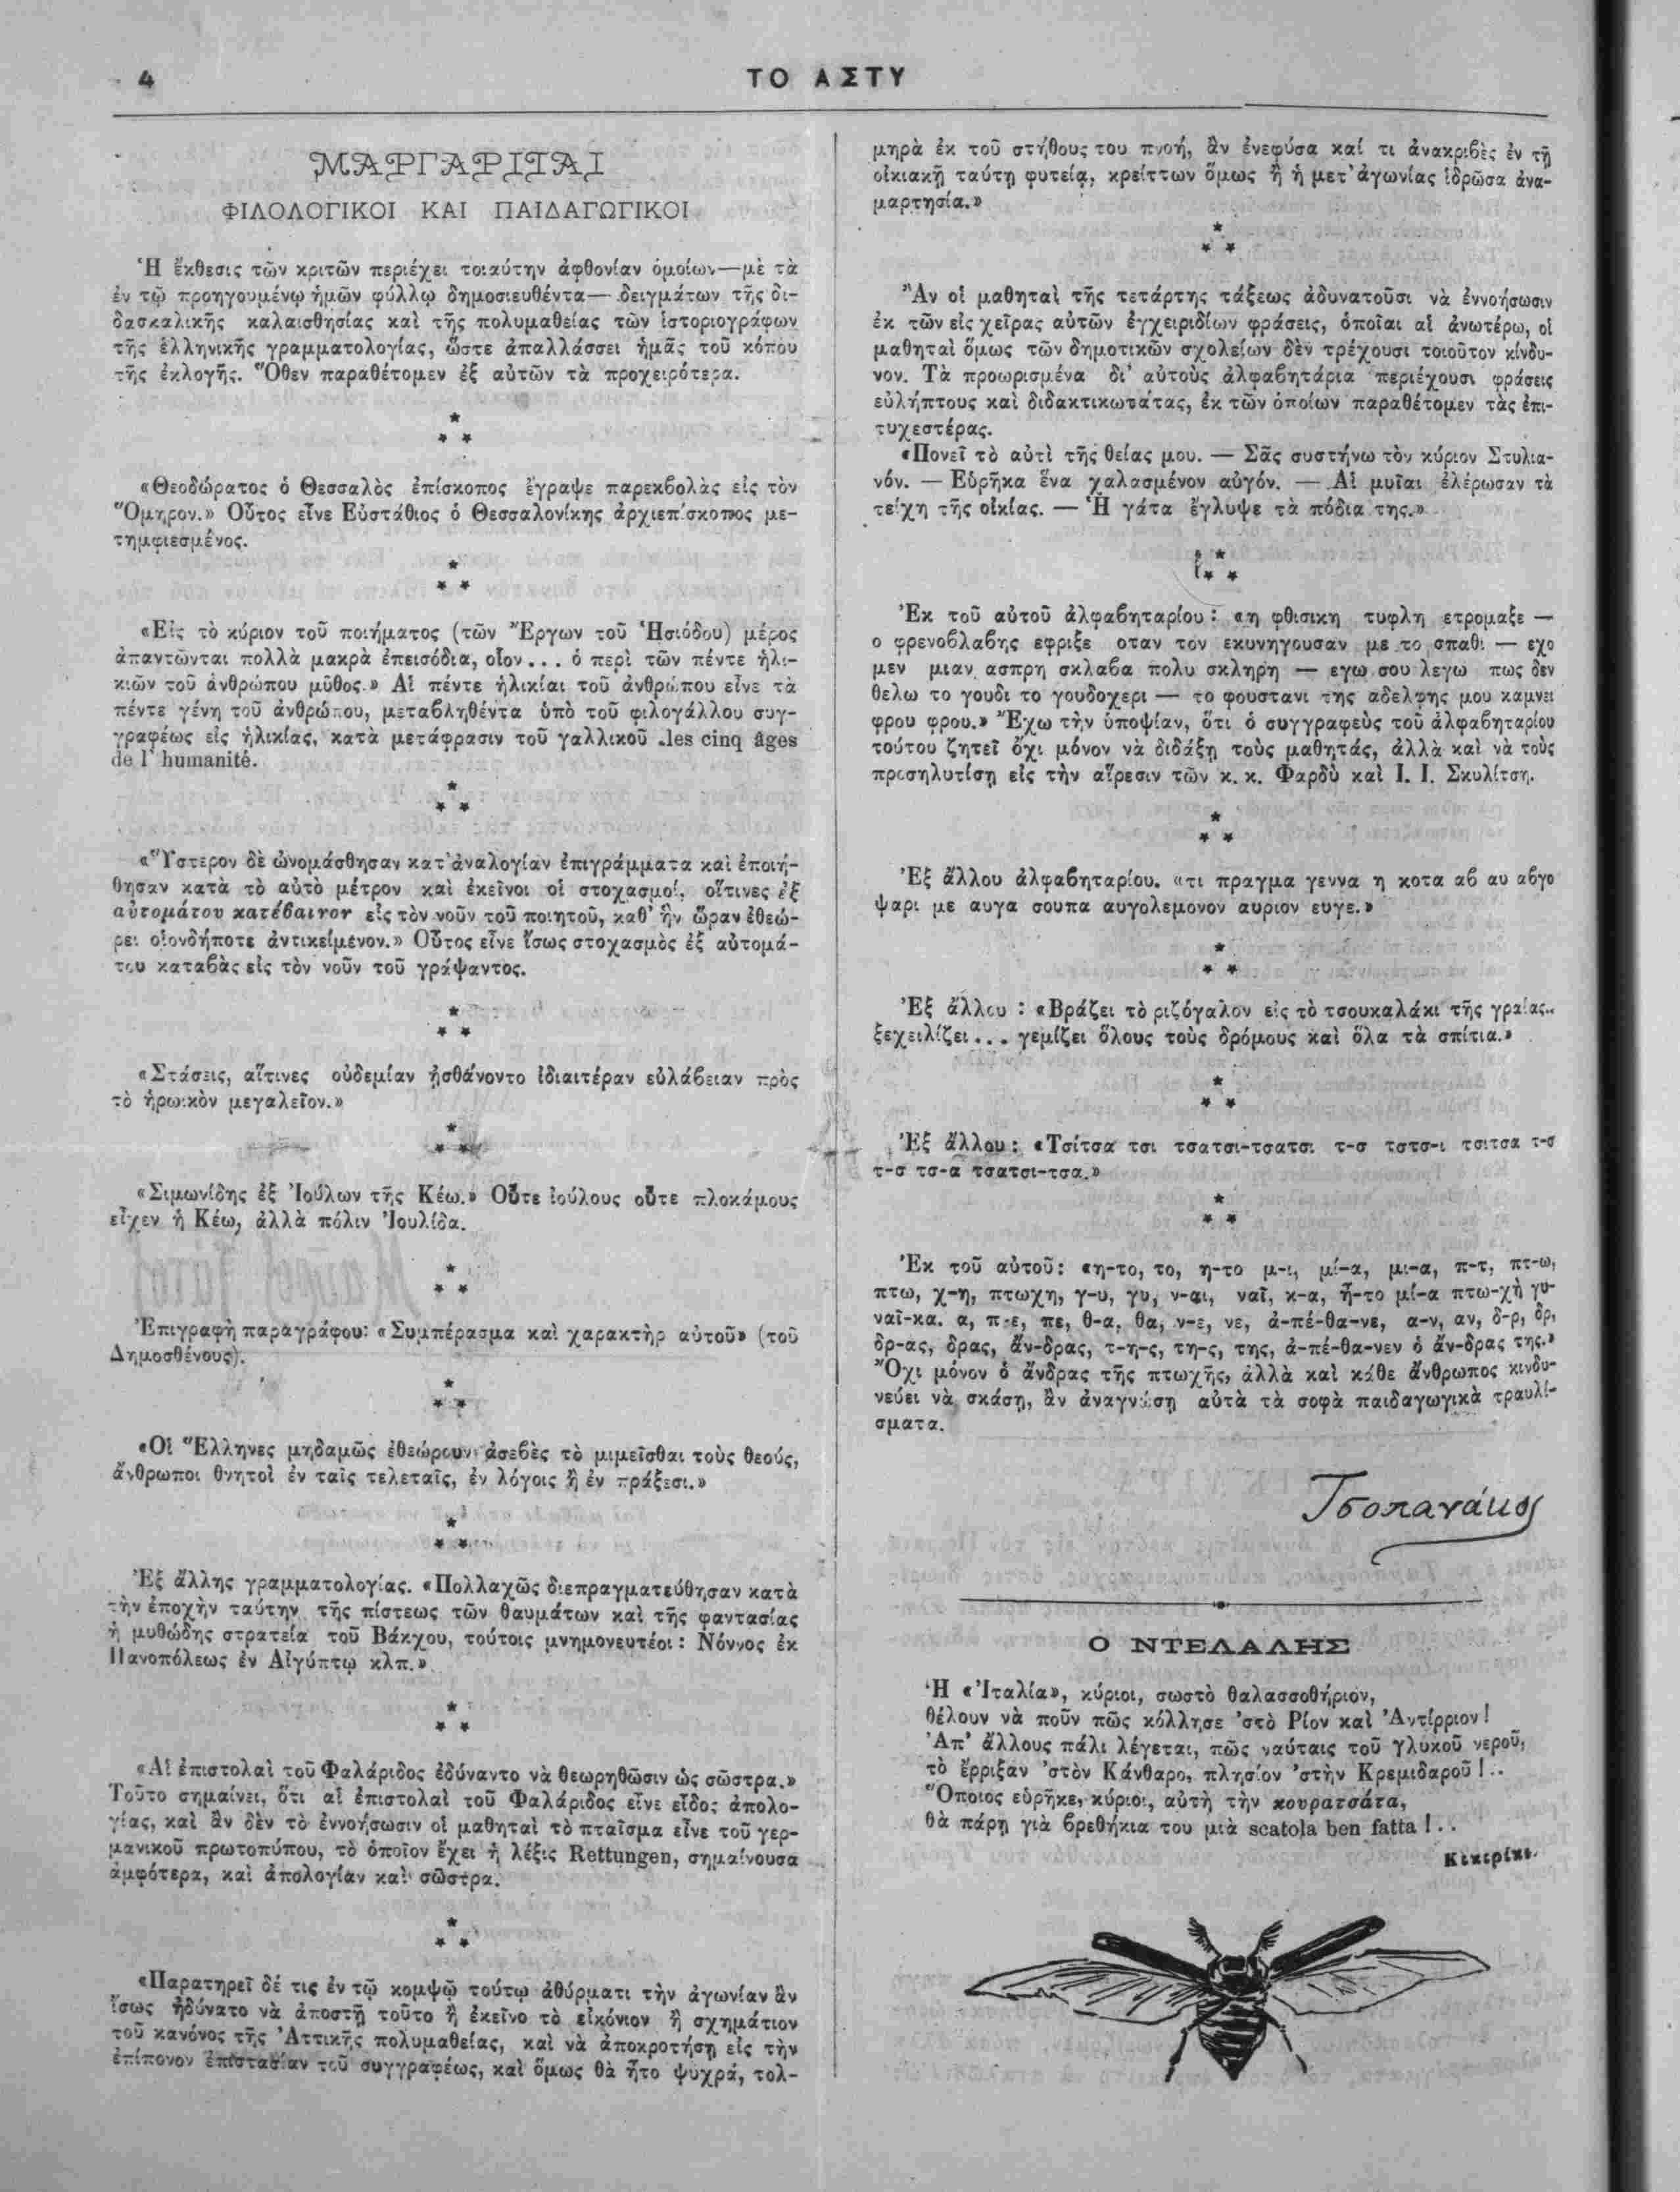 4
ΤΟ ΑΣΤΥ
ΜΑΡΓΑΡΙΤΑΙ
ΦΙΛΟΛΟΓΙΚΟΙ ΚΑΙ ΠΑΙΔΑΓΩΓΙΚΟΙ
Ἡ ἔκθεσις τῶν κριτῶν περιέχει τοιαύτην ἀφθονίαν ὁμοίων—μὲ τὰ
ἐν τῷ προηγουμένῳ ἡμῶν φύλλῳ δημοσιευθέντα— δειγμάτων τῆς δι-
δασκαλικῆς καλαισθησίας καὶ τῆς πολυμαθείας τῶν ἱστοριογράφων
τῆς ἑλληνικῆς γραμματολογίας, ὥστε ἀπαλλάσσει ἡμᾶς τοῦ κόπου
τῆς ἐκλογῆς. Ὅθεν παραθέτομεν ἐξ αὐτῶν τὰ προχειρότερα.
*
* *
«Θεοδώρατος ὁ Θεσσαλὸς ἐπίσκοπος ἔγραψε παρεκβολὰς εἰς τὸν
Ὅμηρον.» Οὗτος εἶνε Εὐστάθιος ὁ Θεσσαλονίκης ἀρχιεπίσκοπος με-
τημφιεσμένος.
*
* *
«Εἰς τὸ κύριον τοῦ ποιήματος (τῶν Ἔργων τοῦ Ἡσιόδου) μέρος
ἀπαντῶνται πολλὰ μακρὰ ἐπεισόδια, οἷον... ὁ περὶ τῶν πέντε ἡλι-
κιῶν τοῦ ἀνθρώπου μῦθος.» Αἱ πέντε ἡλικίαι τοῦ ἀνθρώπου εἶνε τὰ
πέντε γένη τοῦ ἀνθρώπου, μεταβληθέντα ὑπὸ τοῦ φιλογάλλου συγ-
γραφέως εἰς ἡλικίας, κατὰ μετάφρασιν τοῦ γαλλικοῦ .les cinq âges
de l' humanité.
*
* *
«Ὕστερον δὲ ὠνομάσθησαν κατ' ἀναλογίαν ἐπιγράμματα καὶ ἐποιή-
θησαν κατὰ τὸ αὐτὸ μέτρον καὶ ἐκεῖνοι οἱ στοχασμοί, οἵτινες ἐξ
αὐτομάτου κατέβαινον εἰς τὸν νοῦν τοῦ ποιητοῦ, καθ' ἣν ὥραν ἐθεώ-
ρει οἱονδήποτε ἀντικείμενον.» Οὗτος εἶνε ἴσως στοχασμὸς ἐξ αὐτομά-
του καταβὰς εἰς τὸν νοῦν τοῦ γράψαντος.
*
* *
«Στάσεις, αἵτινες οὐδεμίαν ᾐσθάνοντο ἰδιαιτέραν εὐλάβειαν πρὸς
τὸ ἡρωικὸν μεγαλεῖον.»
*
* *
«Σιμωνίδης ἐξ Ἰούλων τῆς Κέω.» Οὔτε ἰούλους οὔτε πλοκάμους
εἶχεν ἡ Κέω, ἀλλὰ πόλιν Ἰουλίδα.
*
* *
Ἐπιγραφὴ παραγράφου: «Συμπέρασμα καὶ χαρακτὴρ αὐτοῦ» (τοῦ
Δημοσθένους).
*
* *
«Οἱ Ἕλληνες μηδαμῶς ἐθεώρουν ἀσεβὲς τὸ μιμεῖσθαι τοὺς θεούς,
ἄνθρωποι θνητοὶ ἐν ταῖς τελεταῖς, ἐν λόγοις ἢ ἐν πράξεσι.»
*
* *
Ἐξ ἄλλης γραμματολογίας. «Πολλαχῶς διεπραγματεύθησαν κατὰ
τὴν ἐποχὴν ταύτην τῆς πίστεως τῶν θαυμάτων καὶ τῆς φαντασίας
ἡ μυθώδης στρατεία τοῦ Βάκχου, τούτοις μνημονευτέοι: Νόννος ἐκ
Πανοπόλεως ἐν Αἰγύπτῳ κλπ.»
*
* *
«Αἱ ἐπιστολαὶ τοῦ Φαλάριδος ἐδύναντο νὰ θεωρηθῶσιν ὡς σῶστρα.»
Τοῦτο σημαίνει, ὅτι αἱ ἐπιστολαὶ τοῦ Φαλάριδος εἶνε εἶδος ἀπολο-
γίας, καὶ ἂν δὲν τὸ ἐννοήσωσιν οἱ μαθηταὶ τὸ πταῖσμα εἶνε τοῦ γερ-
μανικοῦ πρωτοτύπου, τὸ ὁποῖον ἔχει ἡ λέξις Rettungen, σημαίνουσα
ἀμφότερα, καὶ ἀπολογίαν καὶ σῶστρα.
*
* *
«Παρατηρεῖ δέ τις ἐν τῷ κομψῷ τούτῳ ἀθύρματι τὴν ἀγωνίαν ἂν
ἴσως ἠδύνατο νὰ ἀποστῇ τοῦτο ἢ ἐκεῖνο τὸ εἰκόνιον ἢ σχημάτιον
τοῦ κανόνος τῆς Ἀττικῆς πολυμαθείας, καὶ νὰ ἀποκροτήσῃ εἰς τὴν
ἐπίπονον ἐπιστασίαν τοῦ συγγραφέως, καὶ ὅμως θὰ ἦτο ψυχρά, τολ-
μηρὰ ἐκ τοῦ στήθους του πνοή, ἂν ἐνεφύσα καί τι ἀνακριβὲς ἐν τῇ
οἰκιακῇ ταύτῃ φυτείᾳ, κρείττων ὅμως ἢ ἡ μετ' ἀγωνίας ἱδρῶσα ἀνα-
μαρτησία.»
*
* *
Ἂν οἱ μαθηταὶ τῆς τετάρτης τάξεως ἀδυνατοῦσι νὰ ἐννοήσωσιν
ἐκ τῶν εἰς χεῖρας αὐτῶν ἐγχειριδίων φράσεις, ὁποῖαι αἱ ἀνωτέρω, οἱ
μαθηταὶ ὅμως τῶν δημοτικῶν σχολείων δὲν τρέχουσι τοιοῦτον κίνδυ-
νον. Τὰ προωρισμένα δι' αὐτοὺς ἀλφαβητάρια περιέχουσι φράσεις
εὐλήπτους καὶ διδακτικωτάτας, ἐκ τῶν ὁποίων παραθέτομεν τὰς ἐπι-
τυχεστέρας.
«Πονεῖ τὸ αὐτὶ τῆς θείας μου. — Σᾶς συστήνω τὸν κύριον Στυλια-
νόν. — Εὑρῆκα ἕνα χαλασμένον αὐγόν. — Αἱ μυῖαι ἐλέρωσαν τὰ
τείχη τῆς οἰκίας. — Ἡ γάτα ἔγλυψε τὰ πόδια της.»
*
* *
Ἐκ τοῦ αὐτοῦ ἀλφαβηταρίου: «η φθισικη τυφλη ετρομαξε —
ο φρενοβλαβης εφριξε οταν τον εκυνηγουσαν με το σπαθι — εχο
μεν μιαν ασπρη σκλαβα πολυ σκληρη — εγω σου λεγω πως δεν
θελω το γουδι το γουδοχερι — το φουστανι της αδελφης μου καμνει
φρου φρου.» Ἔχω τὴν ὑποψίαν, ὅτι ὁ συγγραφεὺς τοῦ ἀλφαβηταρίου
τούτου ζητεῖ ὄχι μόνον νὰ διδάξῃ τοὺς μαθητάς, ἀλλὰ καὶ νὰ τοὺς
προσηλυτίσῃ εἰς τὴν αἵρεσιν τῶν κ. κ. Φαρδὺ καὶ Ι. Ι. Σκυλίτση.
*
* *
Ἐξ ἄλλου ἀλφαβηταρίου. «τι πραγμα γεννα η κοτα αβ αυ αβγο
ψαρι με αυγα σουπα αυγολεμονον αυριον ευγε.»
*
* *
Ἐξ ἄλλου : «Βράζει τὸ ριζόγαλον εἰς τὸ τσουκαλάκι τῆς γραίας..
ξεχειλίζει... γεμίζει ὅλους τοὺς δρόμους καὶ ὅλα τὰ σπίτια.»
*
* *
Ἐξ ἄλλου: «Τσίτσα τσι τσατσι-τσατσι τ-σ τστσ-ι τσιτσα τ-σ
τ-σ τσ-α τσατσι-τσα.»
*
* *
Ἐκ τοῦ αὐτοῦ: «η-το, το, η-το μ-ι, μί-α, μι-α, π-τ, πτ-ω,
πτω, χ-η, πτωχη, γ-υ, γυ, ν-αι, ναῖ, κ-α, ἦ-το μί-α πτω-χὴ γυ-
ναῖ-κα. α, π-ε, πε, θ-α, θα, ν-ε, νε, ἀ-πέ-θα-νε, α-ν, αν, δ-ρ, δρ,
δρ-ας, δρας, ἄν-δρας, τ-η-ς, τη-ς, της, ἀ-πέ-θα-νεν ὁ ἄν-δρας της.»
Ὄχι μόνον ὁ ἄνδρας τῆς πτωχῆς, ἀλλὰ καὶ κάθε ἄνθρωπος κινδυ-
νεύει νὰ σκάσῃ, ἂν ἀναγνώσῃ αὐτὰ τὰ σοφὰ παιδαγωγικὰ τραυλί-
σματα.
Τσοπανάκος
Ο ΝΤΕΛΑΛΗΣ
Ἡ «Ἰταλία», κύριοι, σωστὸ θαλασσοθήριον,
θέλουν νὰ ποῦν πῶς κόλλησε 'στὸ Ρίον καὶ Ἀντίρριον!
Ἀπ' ἄλλους πάλι λέγεται, πῶς ναύταις τοῦ γλυκοῦ νεροῦ,
τὸ ἔρριξαν 'στὸν Κάνθαρο, πλησίον 'στὴν Κρεμιδαροῦ!..
Ὅποιος εὑρῆκε, κύριοι, αὐτὴ τὴν κουρατσάτα,
θὰ πάρῃ γιὰ βρεθήκια του μιὰ scatola ben fatta!..
Κικιρίκι.